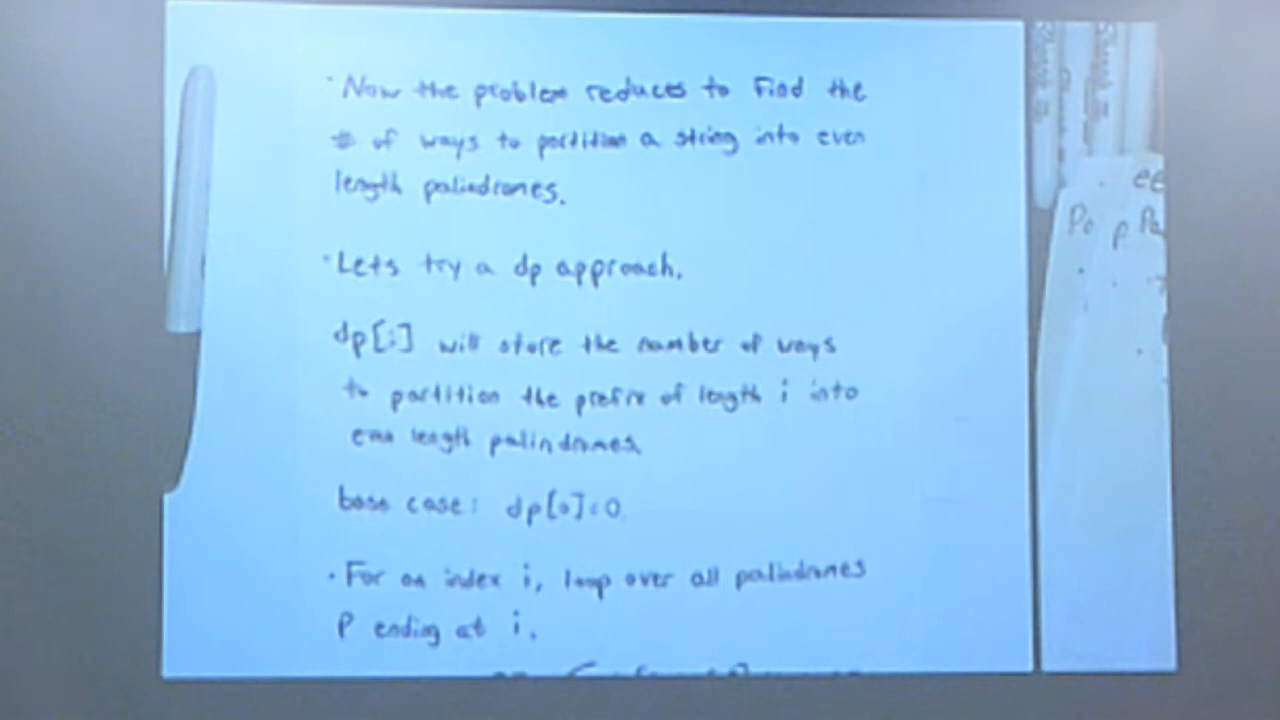 · Now the problem reduces to find the
# of ways to partition a string into even
length palindromes.
· Lets try a dp approach.
dp[i] will store the number of ways
to partition the prefix of length i into
even length palindromes.
base case: dp[0]=0.
· For an index i, loop over all palindromes
P ending at i.